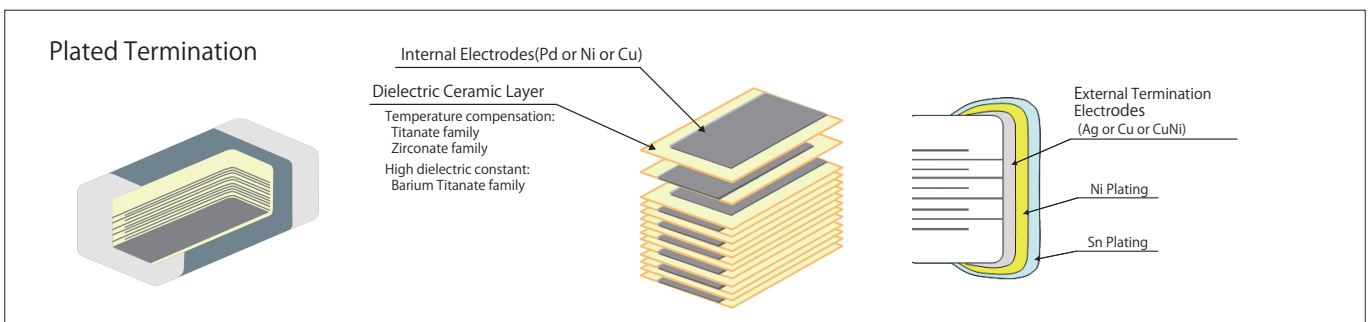 Plated Termination
Internal Electrodes(Pd or Ni or Cu)
Dielectric Ceramic Layer
Temperature compensation:
Titanate family
Zirconate family
High dielectric constant:
Barium Titanate family
External Termination
Electrodes
(Ag or Cu or CuNi)
Ni Plating
Sn Plating